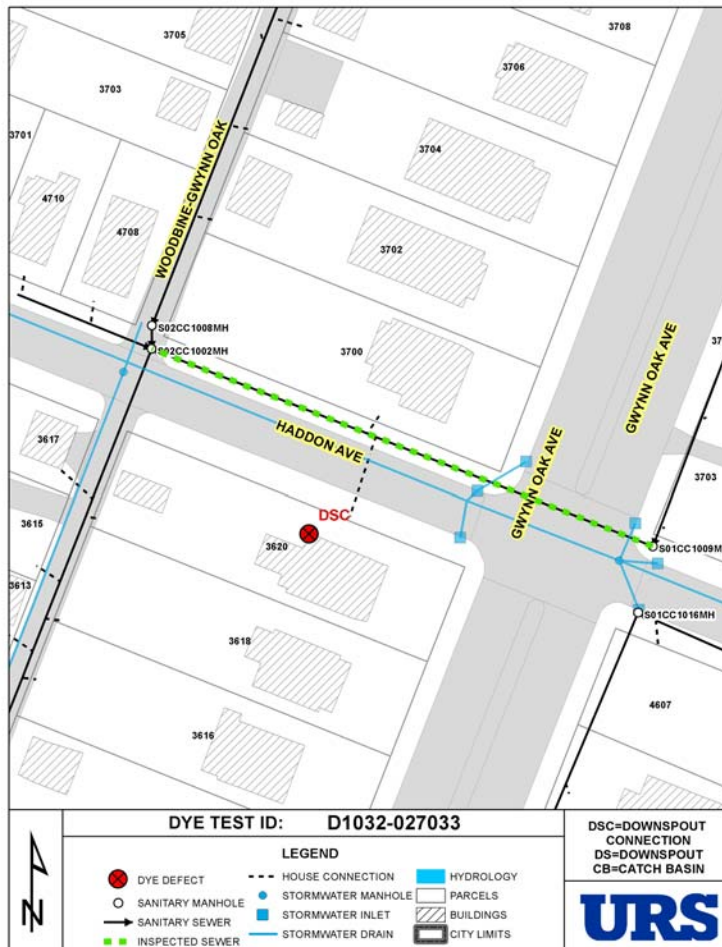 3705
3708
3703
3706
3701
3704
4710
4708
WOODBINE-GWYNN OAK
3702
S02CC1008MH
S02CC1002MH
3700
GWYNN OAK AVE
HADDON AVE
GWYNN OAK AVE
3617
3703
DSC
3615
3620
S01CC1009M
3613
S01CC1016MH
3618
4607
3616
DYE TEST ID: D1032-027033
LEGEND
DYE DEFECT
SANITARY MANHOLE
SANITARY SEWER
INSPECTED SEWER
HOUSE CONNECTION
STORMWATER MANHOLE
STORMWATER INLET
STORMWATER DRAIN
HYDROLOGY
PARCELS
BUILDINGS
CITY LIMITS
DSC=DOWNSPOUT
CONNECTION
DS=DOWNSPOUT
CB=CATCH BASIN
N
URS